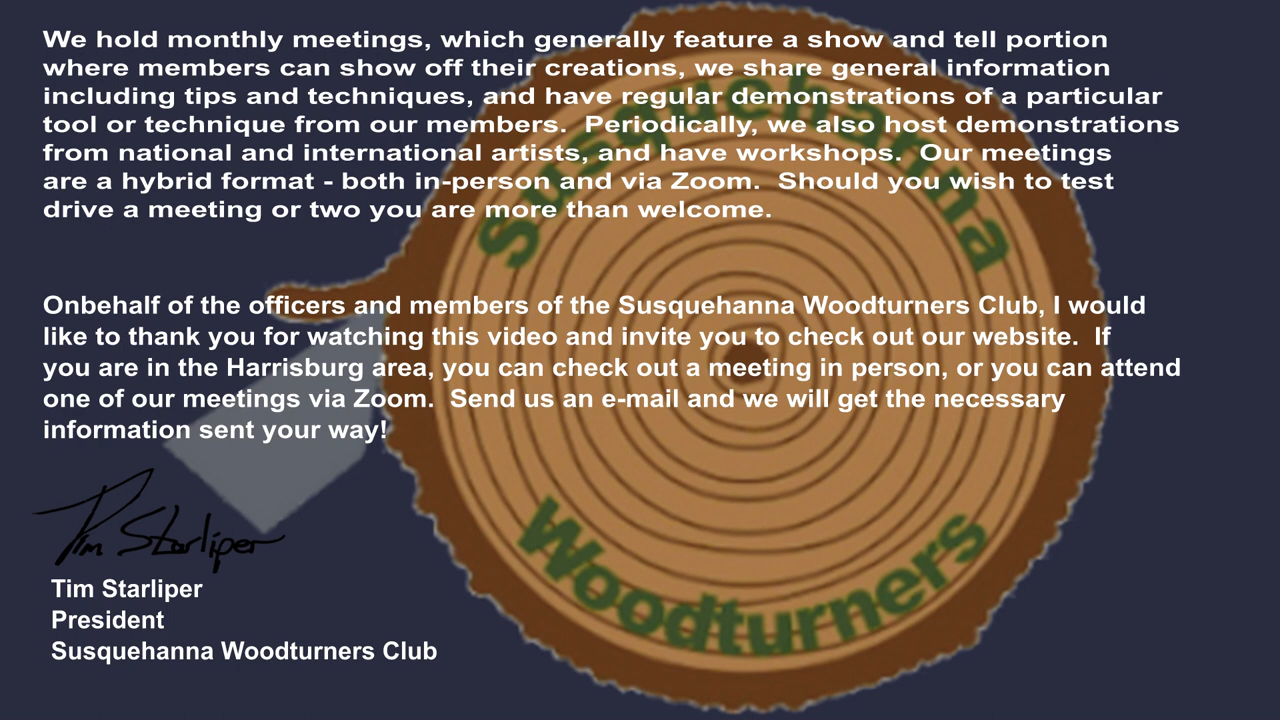 We hold monthly meetings, which generally feature a show and tell portion
where members can show off their creations, we share general information
including tips and techniques, and have regular demonstrations of a particular
tool or technique from our members.  Periodically, we also host demonstrations
from national and international artists, and have workshops.  Our meetings
are a hybrid format - both in-person and via Zoom.  Should you wish to test
drive a meeting or two you are more than welcome.
Onbehalf of the officers and members of the Susquehanna Woodturners Club, I would
like to thank you for watching this video and invite you to check out our website.  If
you are in the Harrisburg area, you can check out a meeting in person, or you can attend
one of our meetings via Zoom.  Send us an e-mail and we will get the necessary
information sent your way!
Tim Starliper
Tim Starliper
President
Susquehanna Woodturners Club
Susquehanna
Woodturners